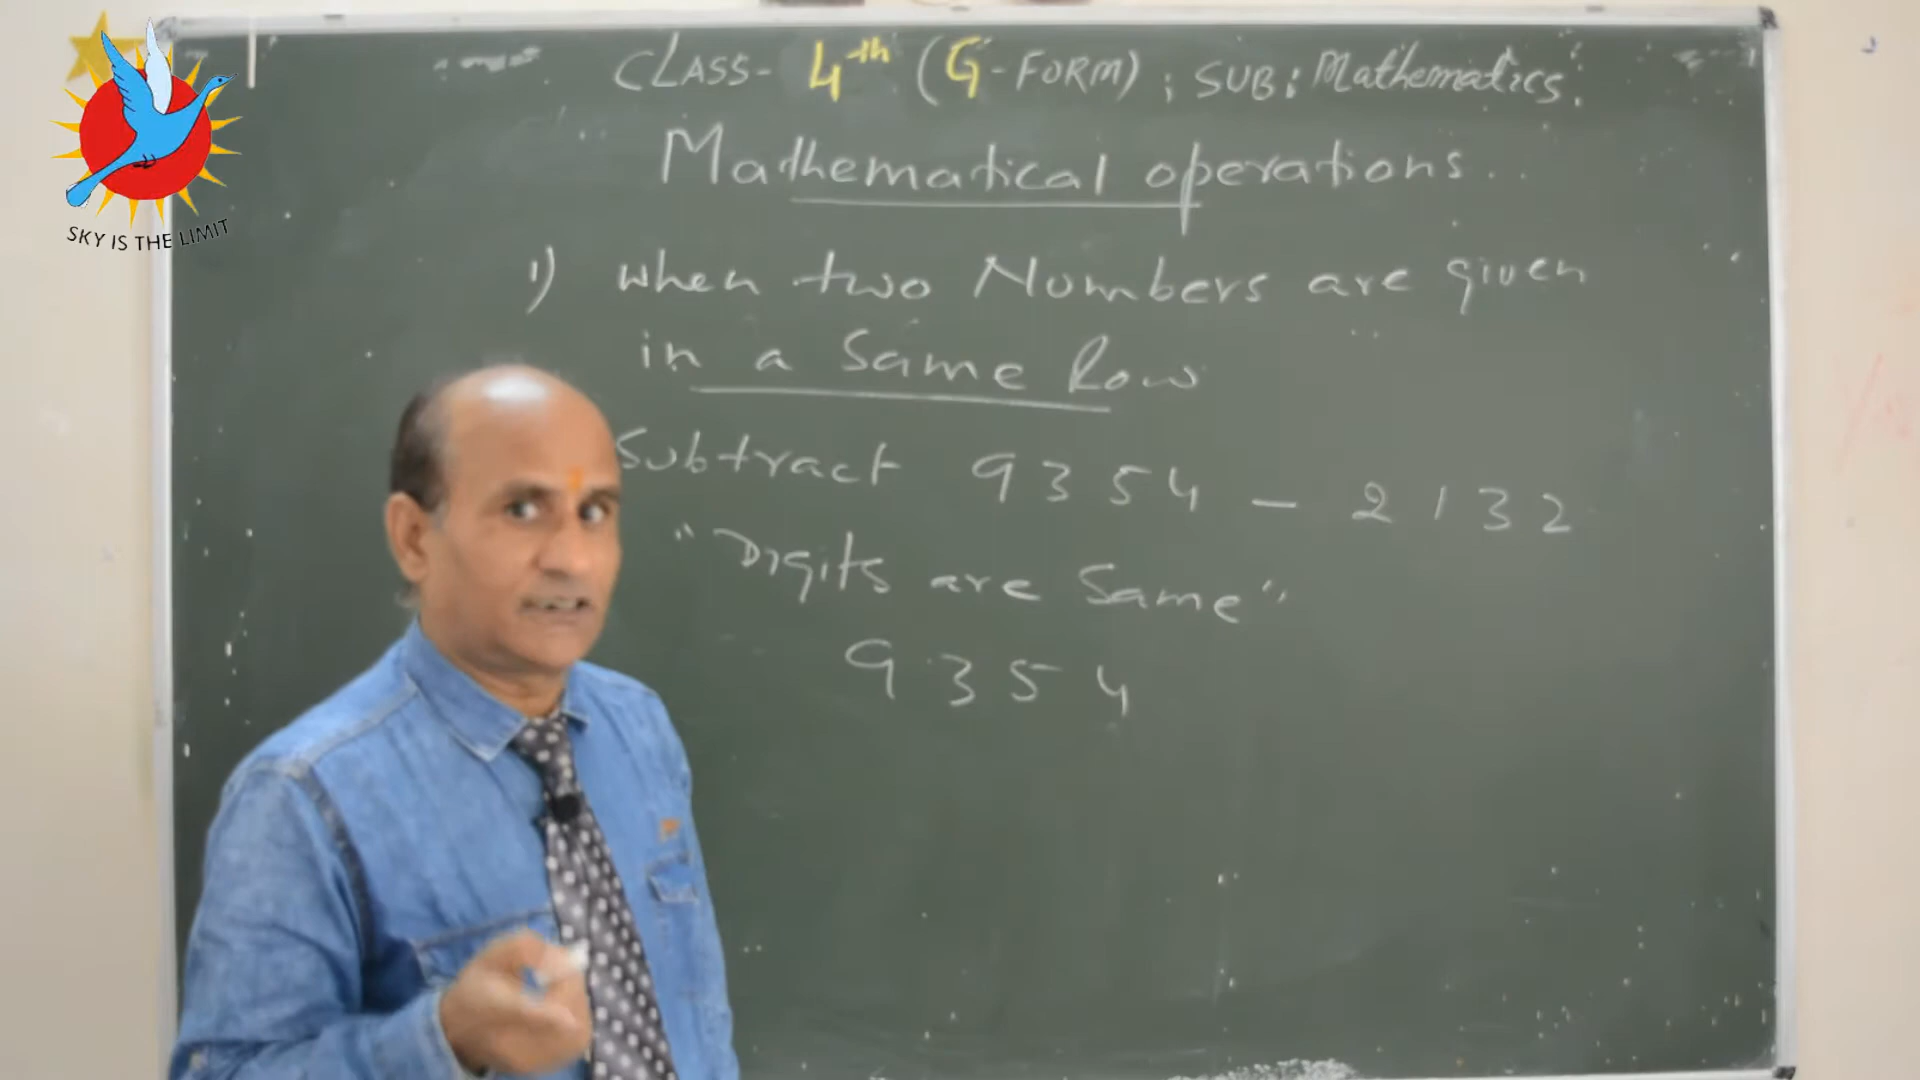 SKY IS THE LIMIT
CLASS- 4th (G-FORM) ; SUB: Mathematics.
Mathematical operations..
1) when two Numbers are given
in a Same Row
Subtract 9354 - 2132
"Digits are Same"
9354